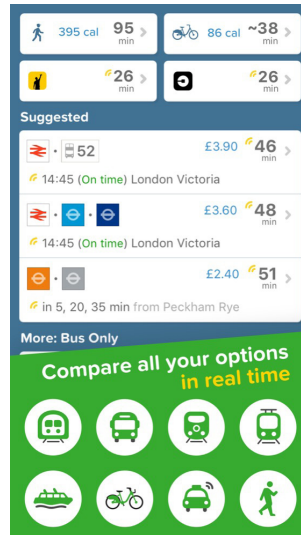 395 cal 95 min
86 cal ~38 min
26 min
26 min
Suggested
52 £3.90 46 min
14:45 (On time) London Victoria
£3.60 48 min
14:45 (On time) London Victoria
£2.40 51 min
in 5, 20, 35 min from Peckham Rye
More: Bus Only
Compare all your options
in real time